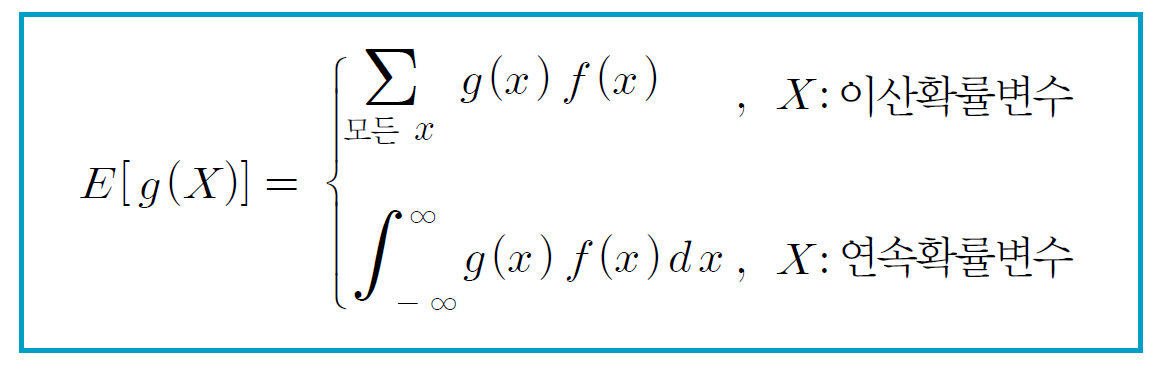 E[g(X)] = { ∑_{모든 x} g(x) f(x) , X: 이산확률변수
∫_{-∞}^{∞} g(x) f(x) dx , X: 연속확률변수